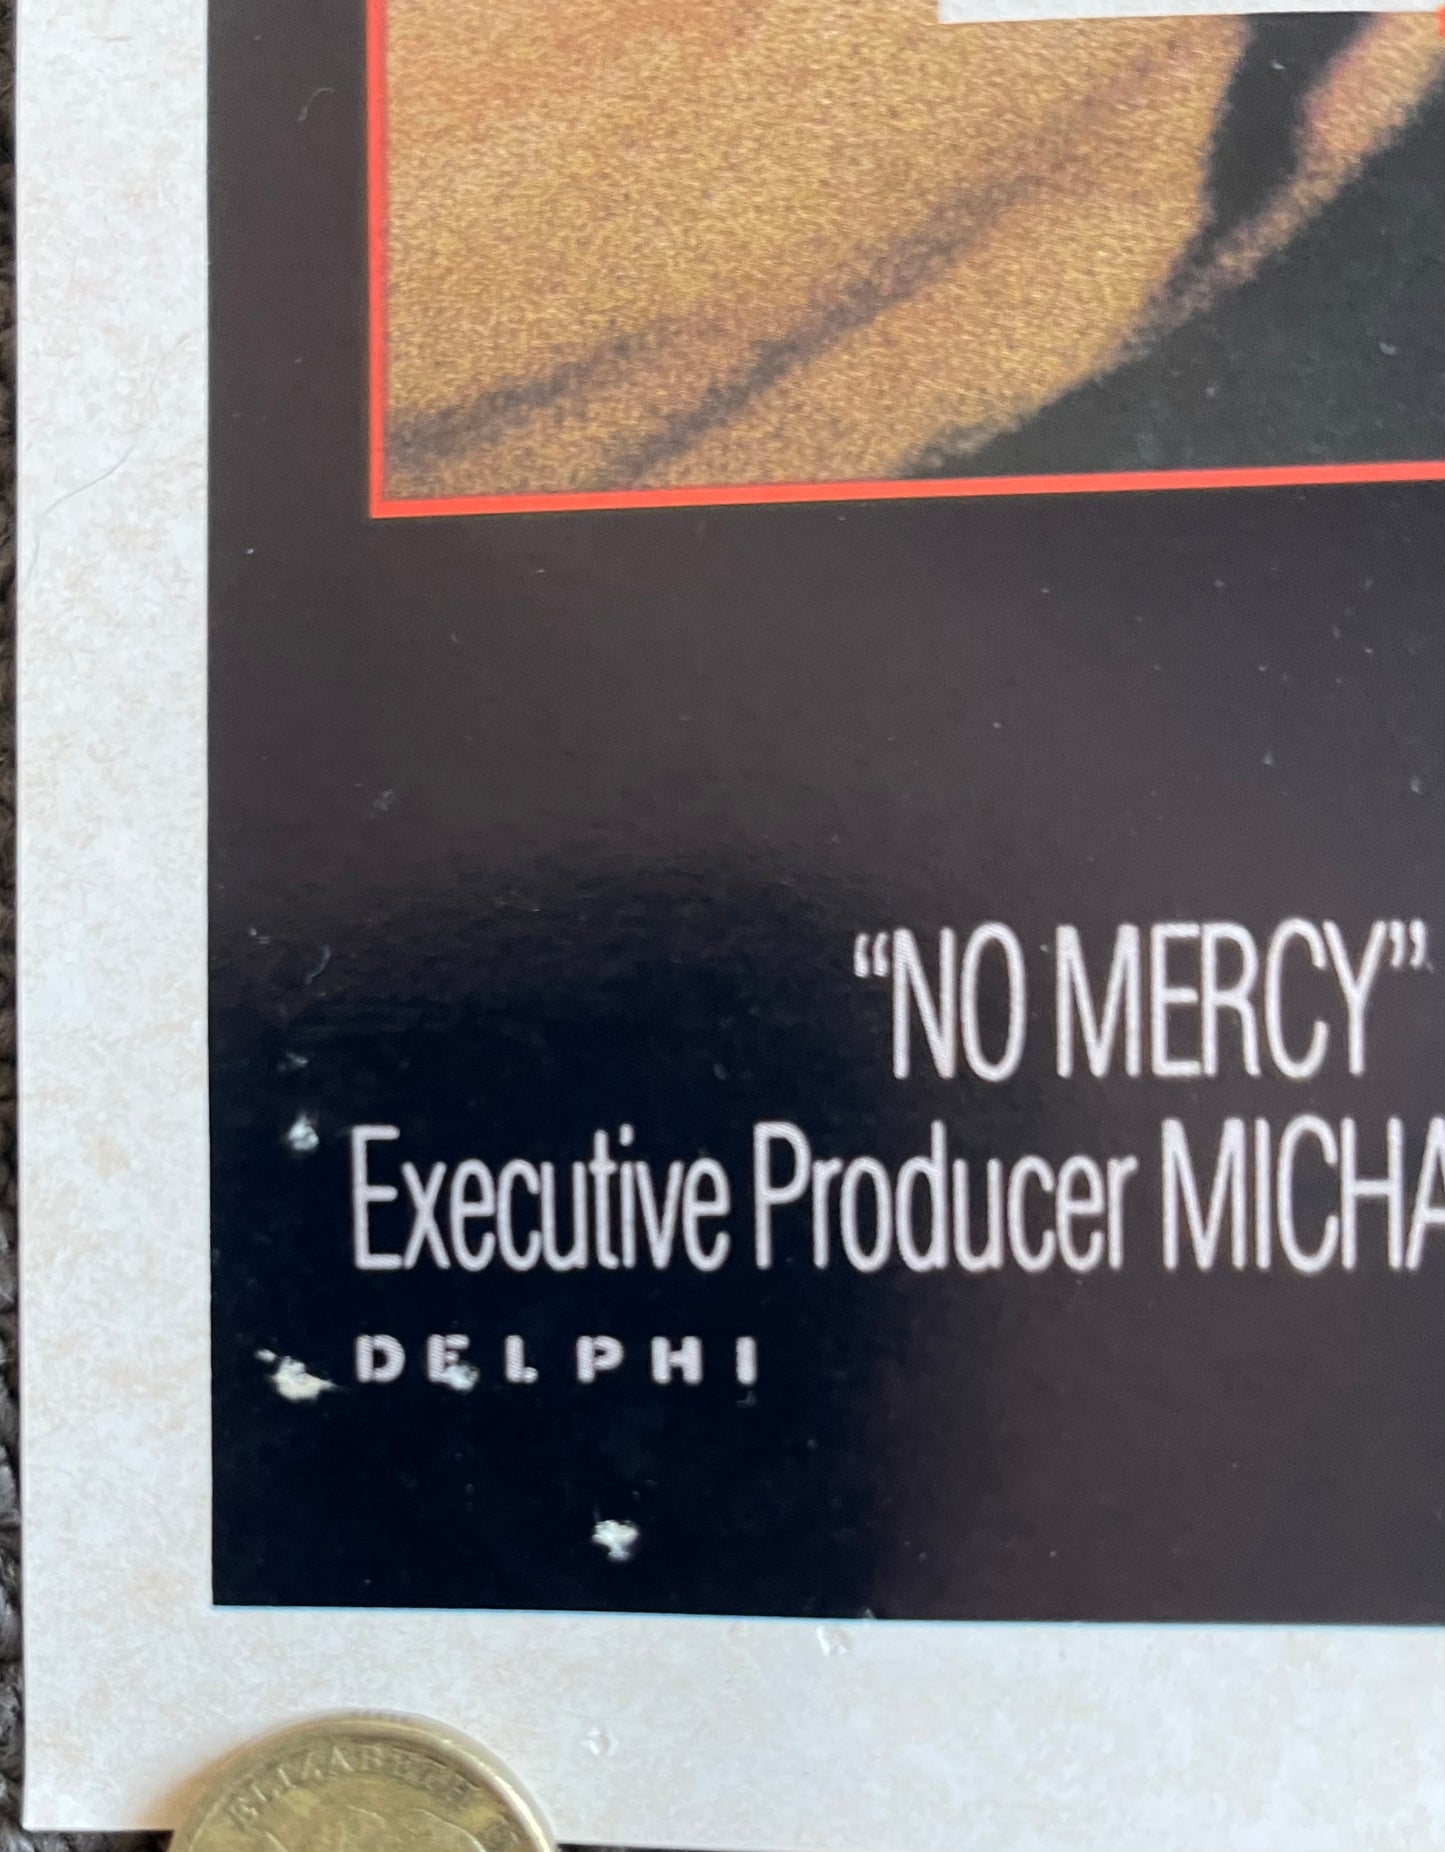 “NO MERCY”
Executive Producer MICHA
DELPHI
ELIZABETH